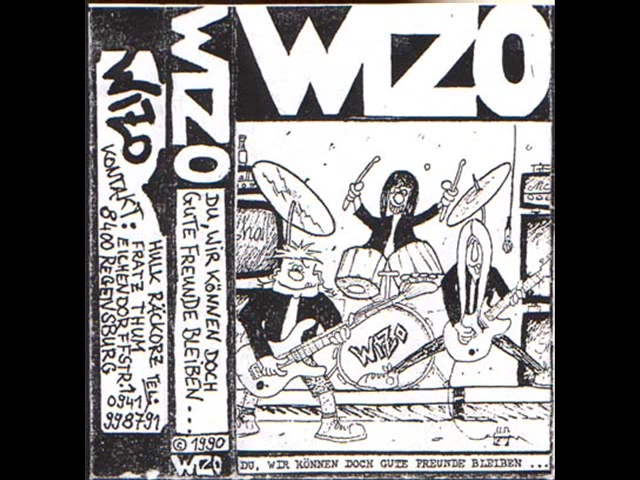 WIZO
KONTAKT:
HULK RÄCKORZ
FRATZ THUM
EICHENDORFFSTR.1
8400 REGENSBURG
TEL:
0941
998791
WIZO
DU, WIR KÖNNEN DOCH
GUTE FREUNDE BLEIBEN...
© 1990
WIZO
WIZO
WIZO
DU, WIR KÖNNEN DOCH GUTE FREUNDE BLEIBEN ...